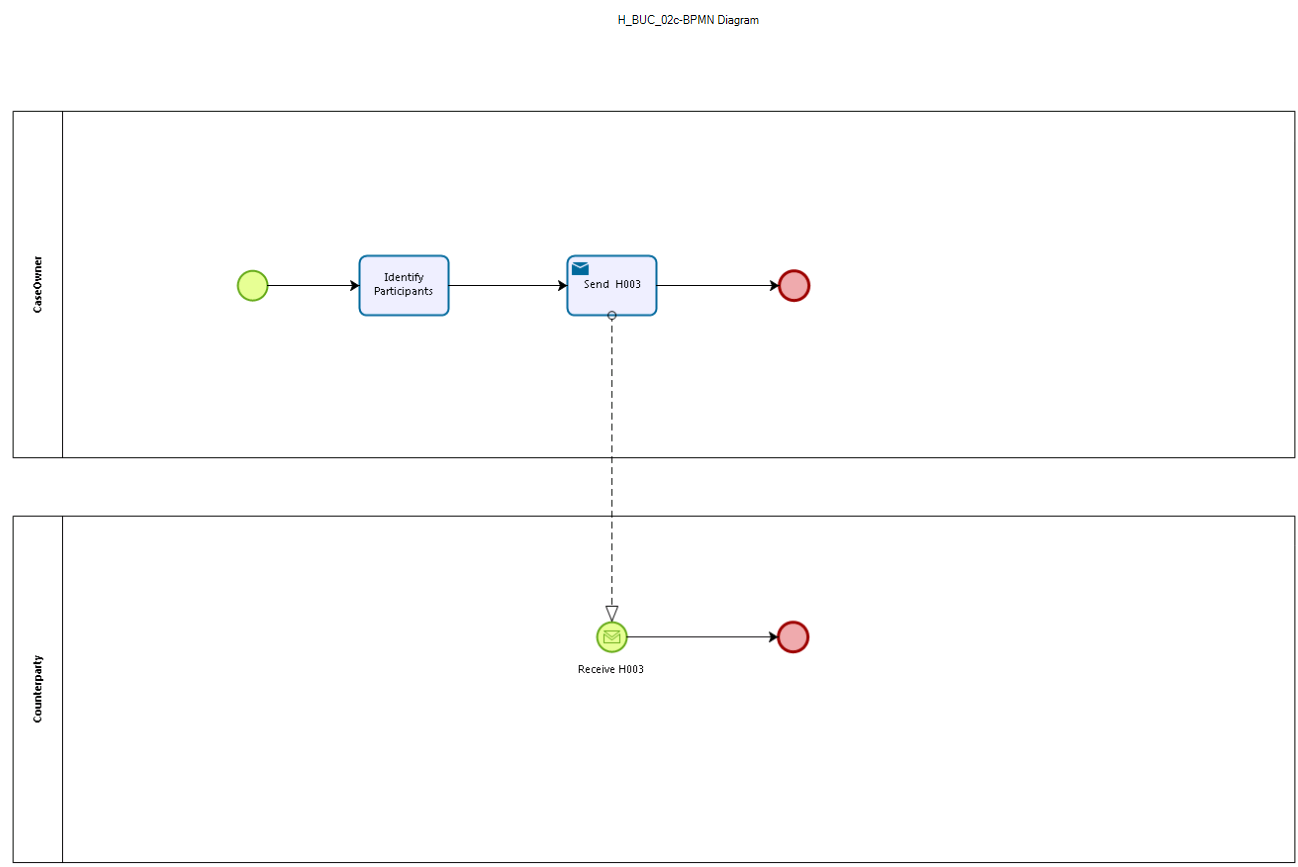 H_BUC_02c-BPMN Diagram
CaseOwner
Identify
Participants
Send H003
Counterparty
Receive H003